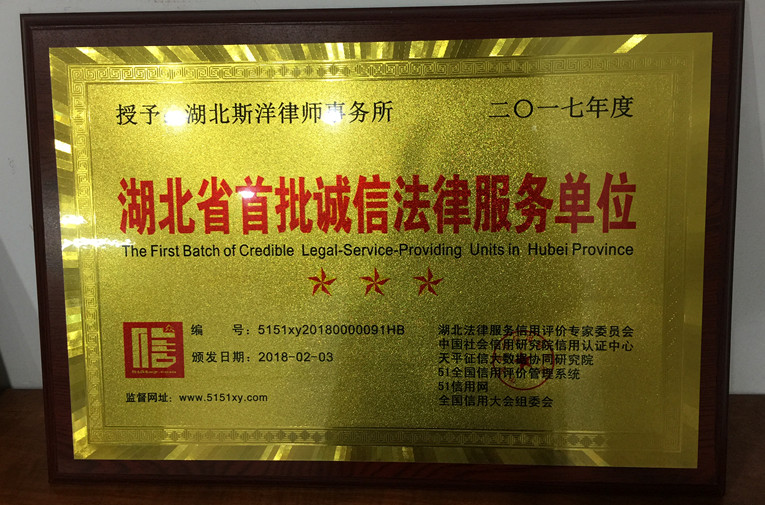 授予：湖北斯洋律师事务所 二〇一七年度
湖北省首批诚信法律服务单位
The First Batch of Credible Legal-Service-Providing Units in Hubei Province
信
编 号：5151xy20180000091HB
颁发日期：2018-02-03
监督网址：www.5151xy.com
湖北法律服务信用评价专家委员会
中国社会信用研究院信用认证中心
天平征信大数据协同研究院
51全国信用评价管理系统
51信用网
全国信用大会组委会